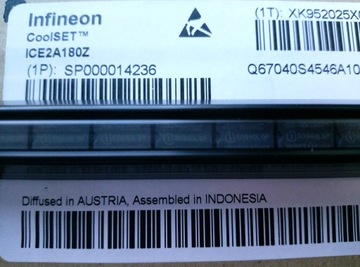 Infineon
CoolSET™
ICE2A180Z
(1T): XK952025X
(1P): SP000014236
Q67040S4546A10
Diffused in AUSTRIA, Assembled in INDONESIA